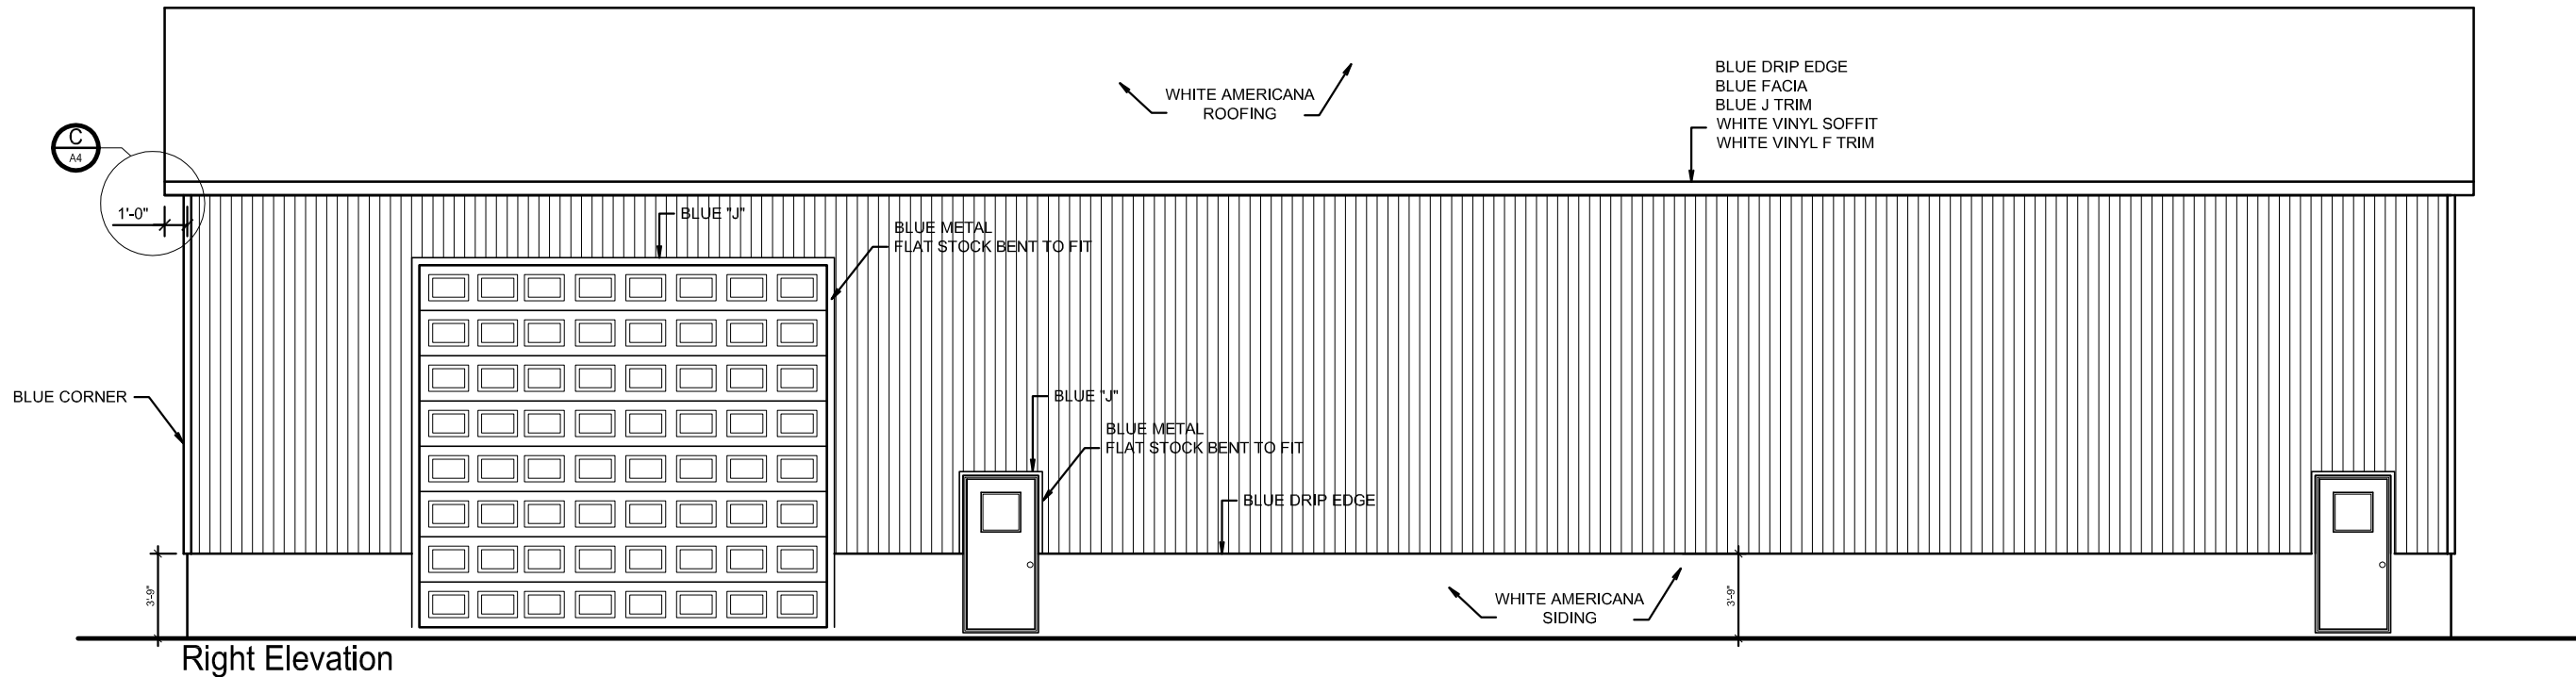 WHITE AMERICANA
ROOFING
BLUE DRIP EDGE
BLUE FACIA
BLUE J TRIM
WHITE VINYL SOFFIT
WHITE VINYL F TRIM
C
A4
1'-0"
BLUE "J"
BLUE METAL
FLAT STOCK BENT TO FIT
BLUE CORNER
BLUE "J"
BLUE METAL
FLAT STOCK BENT TO FIT
BLUE DRIP EDGE
3'-9"
WHITE AMERICANA
SIDING
3'-9"
Right Elevation